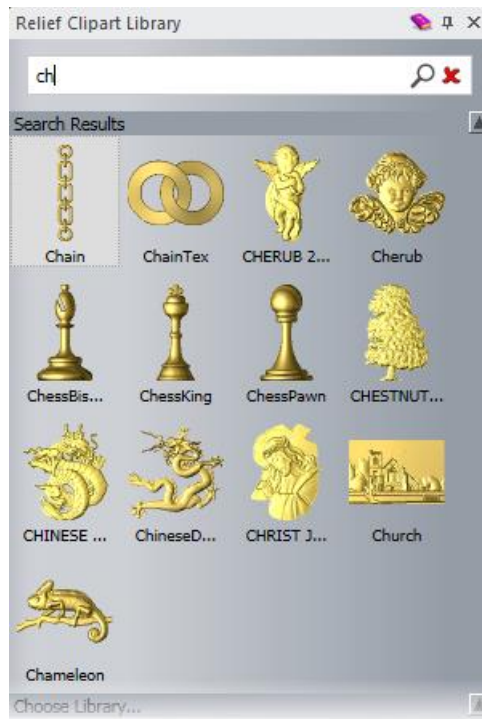 Relief Clipart Library
ch
Search Results
Chain ChainTex CHERUB 2... Cherub
ChessBis... ChessKing ChessPawn CHESTNUT...
CHINESE ... ChineseD... CHRIST J... Church
Chameleon
Choose Library...